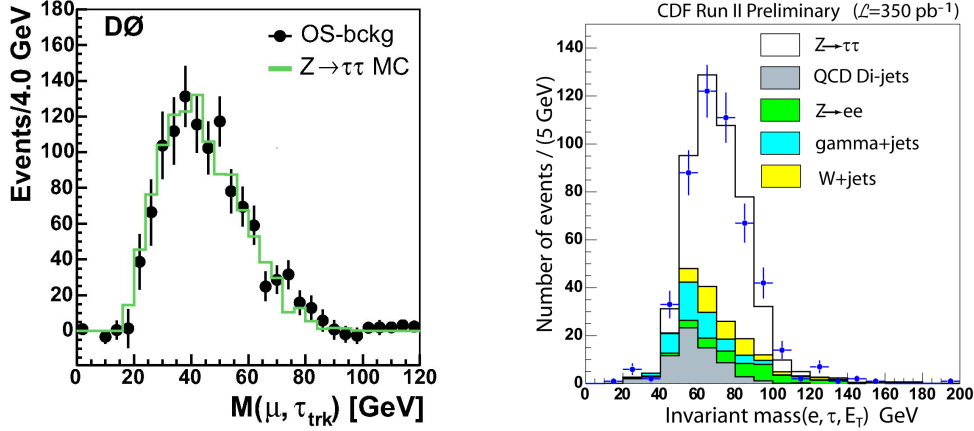 DØ
OS-bckg
Z→ττ MC
Events/4.0 GeV
160
140
120
100
80
60
40
20
0
0 20 40 60 80 100 120
M(μ, τtrk) [GeV]
CDF Run II Preliminary (ℒ=350 pb⁻¹)
Z→ττ
QCD Di-jets
Z→ee
gamma+jets
W+jets
Number of events / (5 GeV)
140
120
100
80
60
40
20
0
0 20 40 60 80 100 120 140 160 180 200
Invariant mass(e, τ, E̸T) GeV